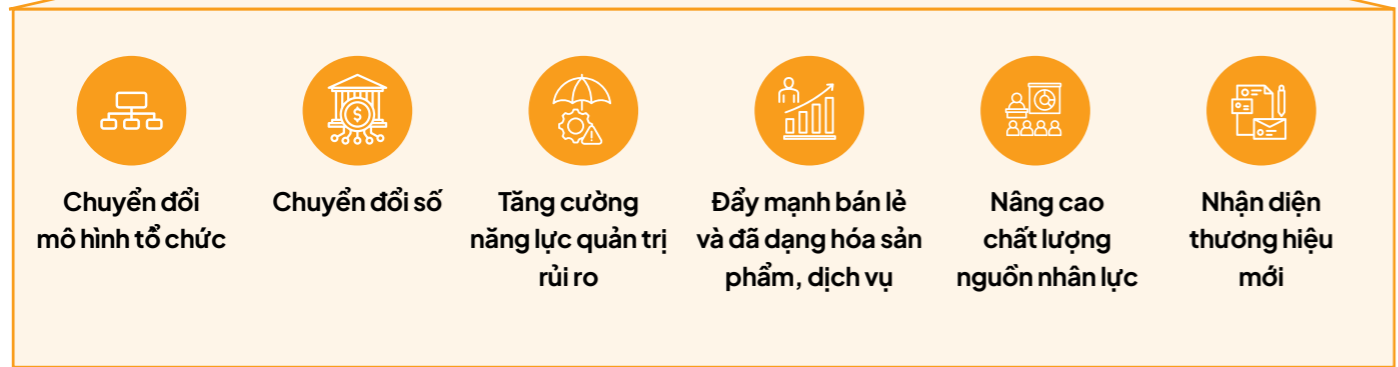 Chuyển đổi
mô hình tổ chức
Chuyển đổi số
Tăng cường
năng lực quản trị
rủi ro
Đẩy mạnh bán lẻ
và đã dạng hóa sản
phẩm, dịch vụ
Nâng cao
chất lượng
nguồn nhân lực
Nhận diện
thương hiệu
mới